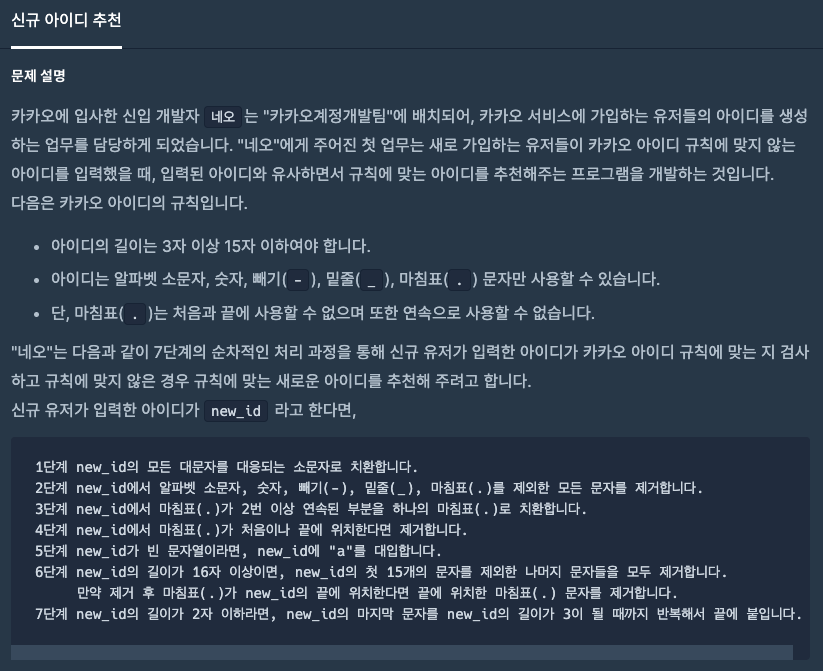 신규 아이디 추천
문제 설명
카카오에 입사한 신입 개발자 네오 는 "카카오계정개발팀"에 배치되어, 카카오 서비스에 가입하는 유저들의 아이디를 생성
하는 업무를 담당하게 되었습니다. "네오"에게 주어진 첫 업무는 새로 가입하는 유저들이 카카오 아이디 규칙에 맞지 않는
아이디를 입력했을 때, 입력된 아이디와 유사하면서 규칙에 맞는 아이디를 추천해주는 프로그램을 개발하는 것입니다.
다음은 카카오 아이디의 규칙입니다.
• 아이디의 길이는 3자 이상 15자 이하여야 합니다.
• 아이디는 알파벳 소문자, 숫자, 빼기( - ), 밑줄( _ ), 마침표( . ) 문자만 사용할 수 있습니다.
• 단, 마침표( . )는 처음과 끝에 사용할 수 없으며 또한 연속으로 사용할 수 없습니다.
"네오"는 다음과 같이 7단계의 순차적인 처리 과정을 통해 신규 유저가 입력한 아이디가 카카오 아이디 규칙에 맞는 지 검사
하고 규칙에 맞지 않은 경우 규칙에 맞는 새로운 아이디를 추천해 주려고 합니다.
신규 유저가 입력한 아이디가 new_id 라고 한다면,
1단계 new_id의 모든 대문자를 대응되는 소문자로 치환합니다.
2단계 new_id에서 알파벳 소문자, 숫자, 빼기(-), 밑줄(_), 마침표(.)를 제외한 모든 문자를 제거합니다.
3단계 new_id에서 마침표(.)가 2번 이상 연속된 부분을 하나의 마침표(.)로 치환합니다.
4단계 new_id에서 마침표(.)가 처음이나 끝에 위치한다면 제거합니다.
5단계 new_id가 빈 문자열이라면, new_id에 "a"를 대입합니다.
6단계 new_id의 길이가 16자 이상이면, new_id의 첫 15개의 문자를 제외한 나머지 문자들을 모두 제거합니다.
만약 제거 후 마침표(.)가 new_id의 끝에 위치한다면 끝에 위치한 마침표(.) 문자를 제거합니다.
7단계 new_id의 길이가 2자 이하라면, new_id의 마지막 문자를 new_id의 길이가 3이 될 때까지 반복해서 끝에 붙입니다.